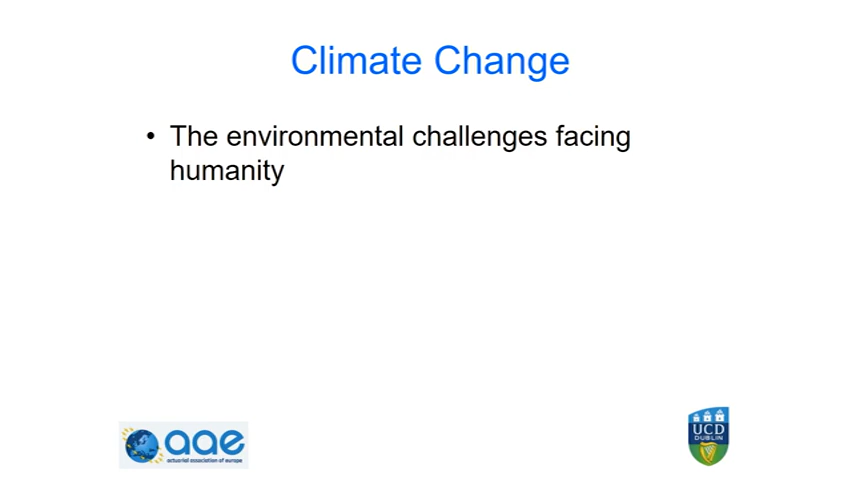 Climate Change
• The environmental challenges facing
humanity
aae
actuarial association of europe
UCD
DUBLIN